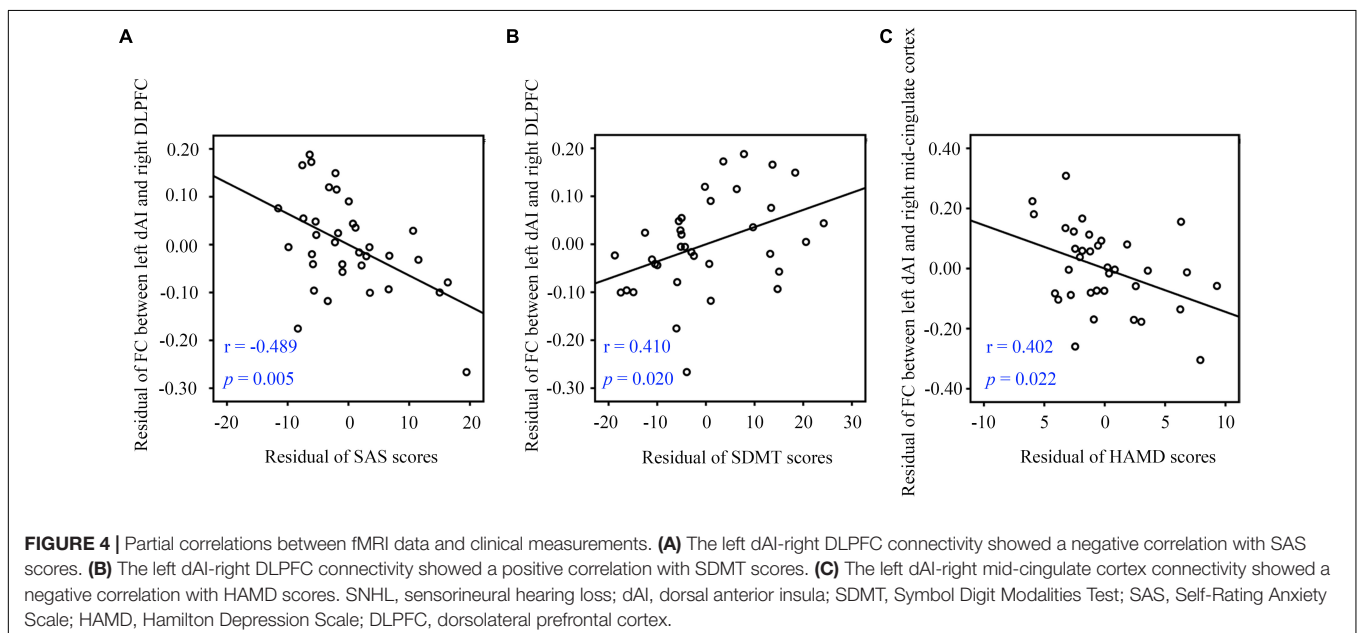 A
B
C
Residual of FC between left dAI and right DLPFC
0.20
0.10
0.00
-0.10
-0.20
-0.30
r = -0.489
p = 0.005
-20
-10
0
10
20
Residual of SAS scores
Residual of FC between left dAI and right DLPFC
0.20
0.10
0.00
-0.10
-0.20
-0.30
r = 0.410
p = 0.020
-20
-10
0
10
20
30
Residual of SDMT scores
Residual of FC between left dAI and right mid-cingulate cortex
0.40
0.20
0.00
-0.20
-0.40
r = 0.402
p = 0.022
-10
5
0
5
10
Residual of HAMD scores
FIGURE 4 | Partial correlations between fMRI data and clinical measurements. (A) The left dAI-right DLPFC connectivity showed a negative correlation with SAS
scores. (B) The left dAI-right DLPFC connectivity showed a positive correlation with SDMT scores. (C) The left dAI-right mid-cingulate cortex connectivity showed a
negative correlation with HAMD scores. SNHL, sensorineural hearing loss; dAI, dorsal anterior insula; SDMT, Symbol Digit Modalities Test; SAS, Self-Rating Anxiety
Scale; HAMD, Hamilton Depression Scale; DLPFC, dorsolateral prefrontal cortex.